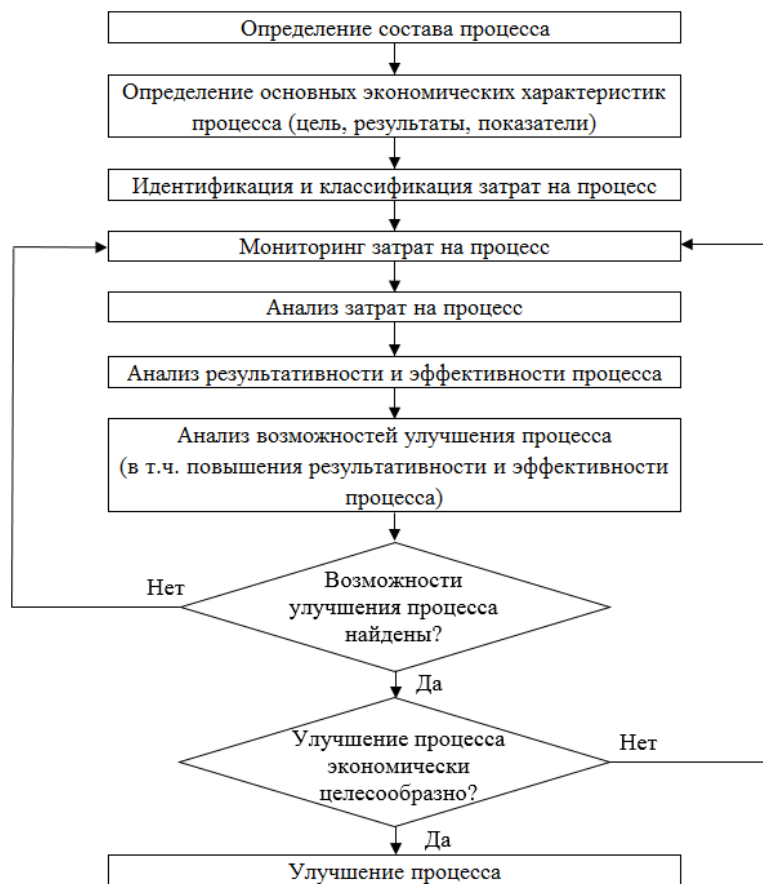 Определение состава процесса
Определение основных экономических характеристик
процесса (цель, результаты, показатели)
Идентификация и классификация затрат на процесс
Мониторинг затрат на процесс
Анализ затрат на процесс
Анализ результативности и эффективности процесса
Анализ возможностей улучшения процесса
(в т.ч. повышения результативности и эффективности
процесса)
Нет
Возможности
улучшения процесса
найдены?
Да
Улучшение процесса
экономически
целесообразно?
Нет
Да
Улучшение процесса